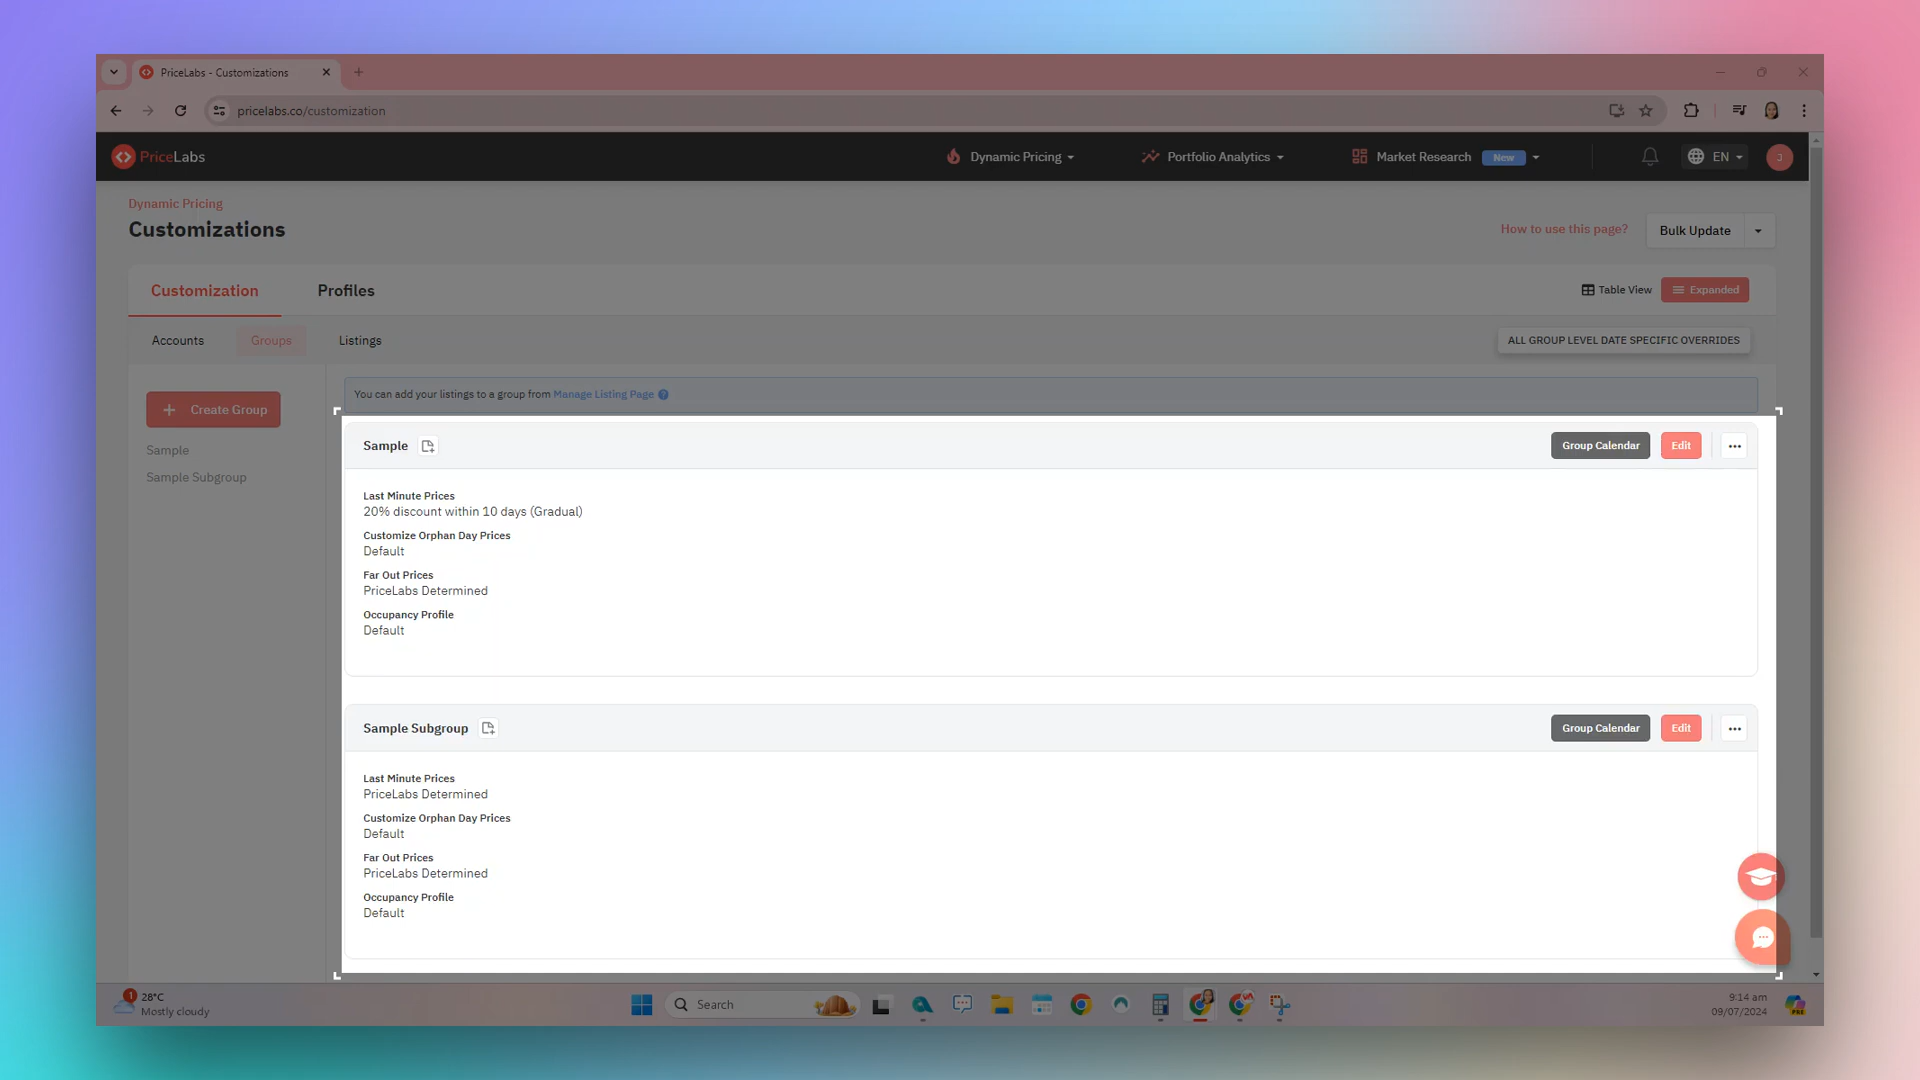 PriceLabs - Customizations
pricelabs.co/customization
PriceLabs
Dynamic Pricing
Portfolio Analytics
Market Research
New
EN
J
Dynamic Pricing
Customizations
How to use this page?
Bulk Update
Customization
Profiles
Table View
Expanded
Accounts
Groups
Listings
ALL GROUP LEVEL DATE SPECIFIC OVERRIDES
+ Create Group
Sample
Sample Subgroup
You can add your listings to a group from Manage Listing Page ?
Sample
Group Calendar
Edit
Last Minute Prices
20% discount within 10 days (Gradual)
Customize Orphan Day Prices
Default
Far Out Prices
PriceLabs Determined
Occupancy Profile
Default
Sample Subgroup
Group Calendar
Edit
Last Minute Prices
PriceLabs Determined
Customize Orphan Day Prices
Default
Far Out Prices
PriceLabs Determined
Occupancy Profile
Default
1
28°C
Mostly cloudy
Search
9:14 am
09/07/2024
PRE